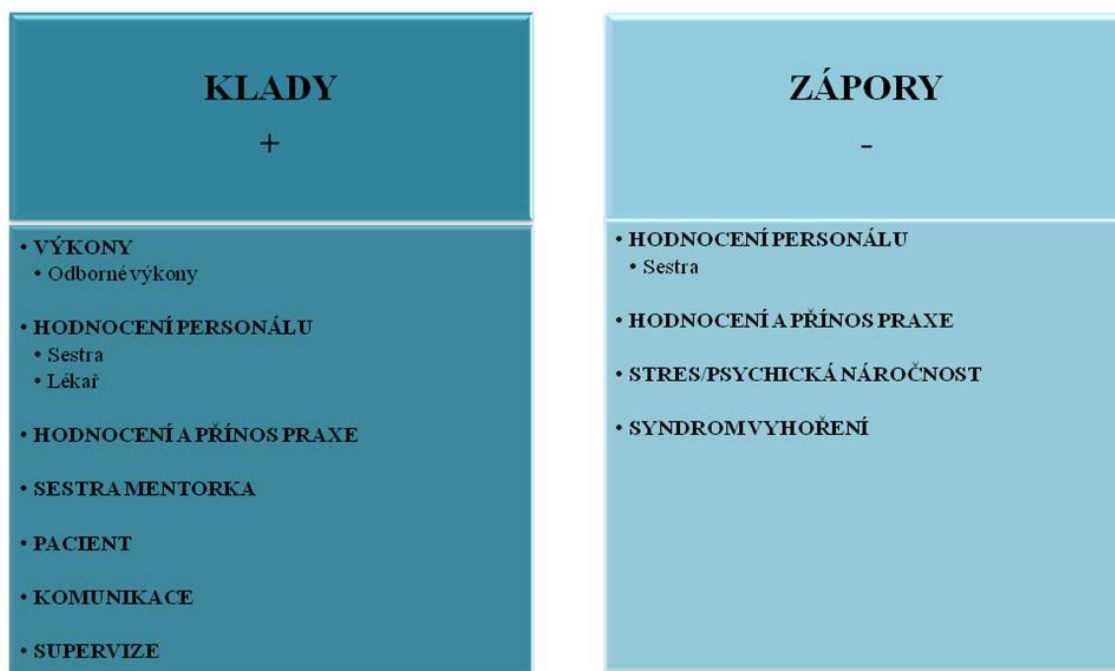 KLADY
+
• VÝKONY
• Odborné výkony
• HODNOCENÍ PERSONÁLU
• Sestra
• Lékař
• HODNOCENÍ A PŘÍNOS PRAXE
• SESTRA MENTORKA
• PACIENT
• KOMUNIKACE
• SUPERVIZE
ZÁPORY
-
• HODNOCENÍ PERSONÁLU
• Sestra
• HODNOCENÍ A PŘÍNOS PRAXE
• STRES/PSYCHICKÁ NÁROČNOST
• SYNDROM VYHOŘENÍ